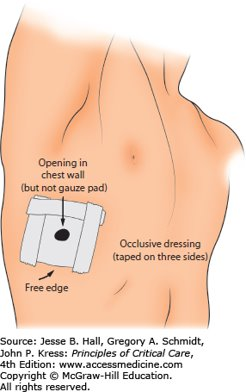 Opening in
chest wall
(but not gauze pad)
Occlusive dressing
(taped on three sides)
Free edge
Source: Jesse B. Hall, Gregory A. Schmidt,
John P. Kress: Principles of Critical Care,
4th Edition: www.accessmedicine.com
Copyright © McGraw-Hill Education.
All rights reserved.